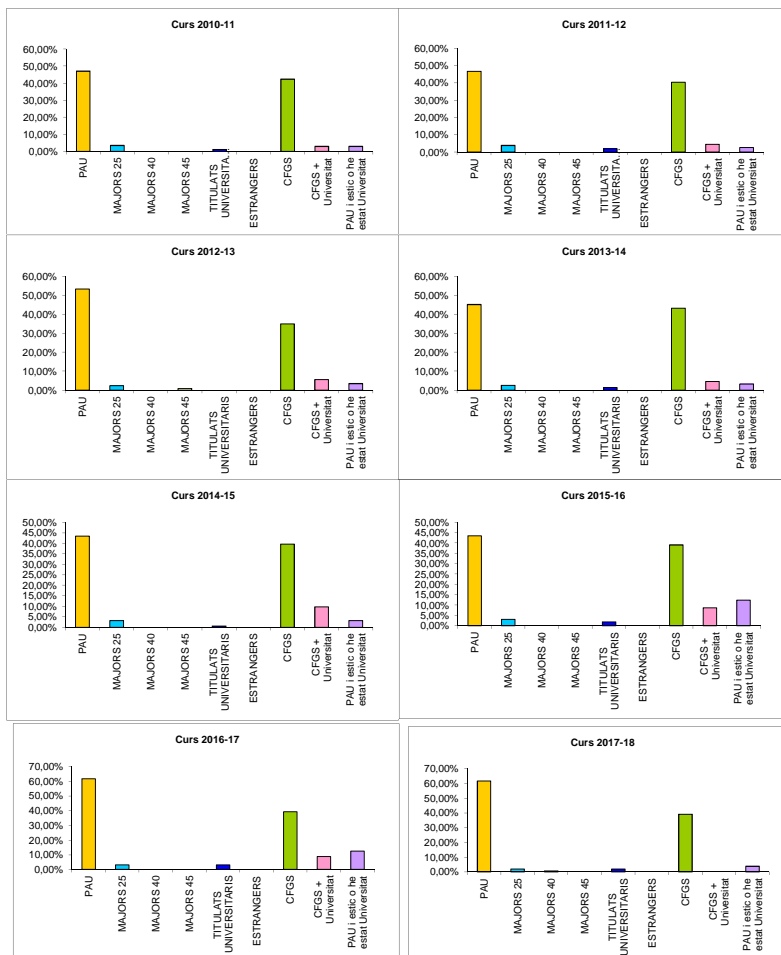 Curs 2010-11
60,00%
50,00%
40,00%
30,00%
20,00%
10,00%
0,00%
PAU
MAJORS 25
MAJORS 40
MAJORS 45
TITULATS
UNIVERSITA.
ESTRANGERS
CFGS
CFGS +
Universitat
PAU i estic o he
estat Universitat
Curs 2011-12
60,00%
50,00%
40,00%
30,00%
20,00%
10,00%
0,00%
PAU
MAJORS 25
MAJORS 40
MAJORS 45
TITULATS
UNIVERSITA.
ESTRANGERS
CFGS
CFGS +
Universitat
PAU i estic o he
estat Universitat
Curs 2012-13
60,00%
50,00%
40,00%
30,00%
20,00%
10,00%
0,00%
PAU
MAJORS 25
MAJORS 40
MAJORS 45
TITULATS
UNIVERSITARIS
ESTRANGERS
CFGS
CFGS +
Universitat
PAU i estic o he
estat Universitat
Curs 2013-14
60,00%
50,00%
40,00%
30,00%
20,00%
10,00%
0,00%
PAU
MAJORS 25
MAJORS 40
MAJORS 45
TITULATS
UNIVERSITARIS
ESTRANGERS
CFGS
CFGS +
Universitat
PAU i estic o he
estat Universitat
Curs 2014-15
50,00%
45,00%
40,00%
35,00%
30,00%
25,00%
20,00%
15,00%
10,00%
5,00%
0,00%
PAU
MAJORS 25
MAJORS 40
MAJORS 45
TITULATS
UNIVERSITARIS
ESTRANGERS
CFGS
CFGS +
Universitat
PAU i estic o he
estat Universitat
Curs 2015-16
50,00%
45,00%
40,00%
35,00%
30,00%
25,00%
20,00%
15,00%
10,00%
5,00%
0,00%
PAU
MAJORS 25
MAJORS 40
MAJORS 45
TITULATS
UNIVERSITARIS
ESTRANGERS
CFGS
CFGS +
Universitat
PAU i estic o he
estat Universitat
Curs 2016-17
70,00%
60,00%
50,00%
40,00%
30,00%
20,00%
10,00%
0,00%
PAU
MAJORS 25
MAJORS 40
MAJORS 45
TITULATS
UNIVERSITARIS
ESTRANGERS
CFGS
CFGS +
Universitat
PAU i estic o he
estat Universitat
Curs 2017-18
70,00%
60,00%
50,00%
40,00%
30,00%
20,00%
10,00%
0,00%
PAU
MAJORS 25
MAJORS 40
MAJORS 45
TITULATS
UNIVERSITARIS
ESTRANGERS
CFGS
CFGS +
Universitat
PAU i estic o he
estat Universitat